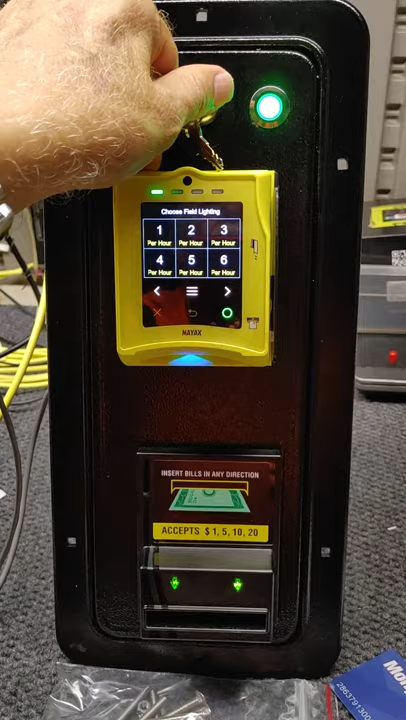 Choose Field Lighting
1 2 3
Per Hour Per Hour Per Hour
4 5 6
Per Hour Per Hour Per Hour
NAYAX
INSERT BILLS IN ANY DIRECTION
ACCEPTS $ 1, 5, 10, 20
2863791300